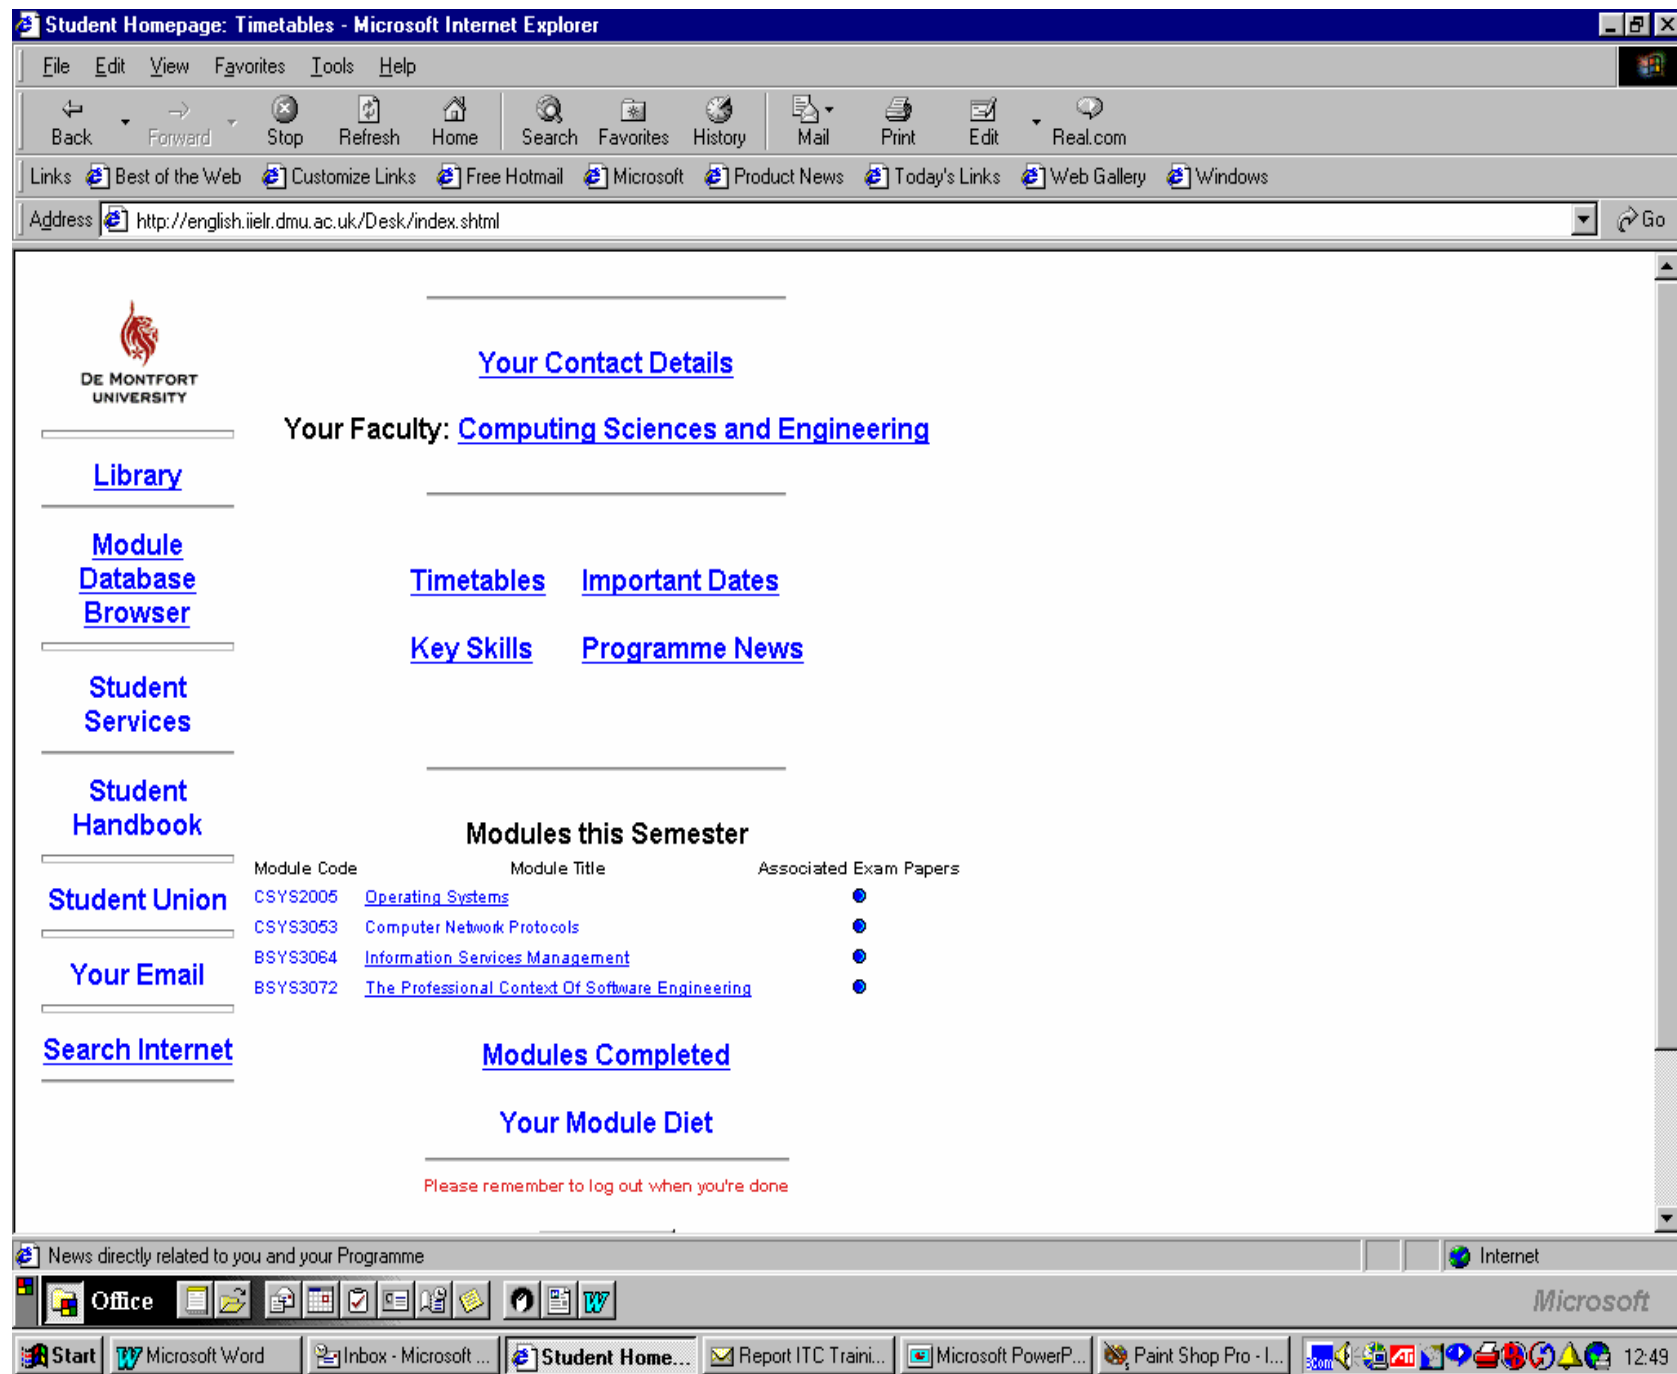 Student Homepage: Timetables - Microsoft Internet Explorer
File Edit View Favorites Tools Help
Back Forward Stop Refresh Home Search Favorites History Mail Print Edit Real.com
Links Best of the Web Customize Links Free Hotmail Microsoft Product News Today's Links Web Gallery Windows
Address http://english.iielr.dmu.ac.uk/Desk/index.shtml Go
DE MONTFORT
UNIVERSITY
Library
Module
Database
Browser
Student
Services
Student
Handbook
Student Union
Your Email
Search Internet
Your Contact Details
Your Faculty: Computing Sciences and Engineering
Timetables Important Dates
Key Skills Programme News
Modules this Semester
Module Code Module Title Associated Exam Papers
CSYS2005 Operating Systems
CSYS3053 Computer Network Protocols
BSYS3064 Information Services Management
BSYS3072 The Professional Context Of Software Engineering
Modules Completed
Your Module Diet
Please remember to log out when you're done
News directly related to you and your Programme Internet
Office Microsoft
Start Microsoft Word Inbox - Microsoft ... Student Home... Report ITC Traini... Microsoft PowerP... Paint Shop Pro - I... 3com ATI 12:49